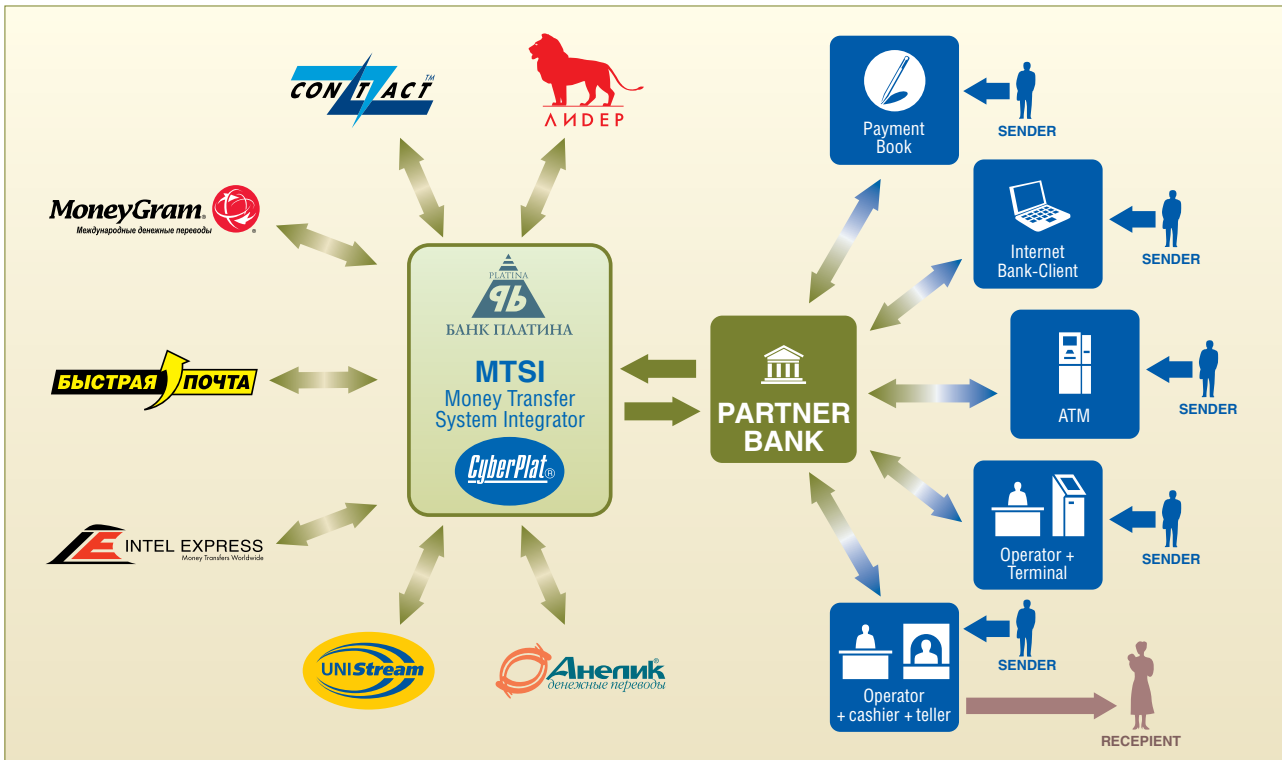 CONTACT™
ЛИДЕР
MoneyGram®
Международные денежные переводы
БЫСТРАЯ ПОЧТА
INTEL EXPRESS
Money Transfers Worldwide
UNIStream
Анелик®
денежные переводы
PLATINA
БАНК ПЛАТИНА
MTSI
Money Transfer
System Integrator
CyberPlat®
PARTNER
BANK
Payment
Book
SENDER
Internet
Bank-Client
SENDER
ATM
SENDER
Operator +
Terminal
SENDER
Operator
+ cashier + teller
SENDER
RECEPIENT